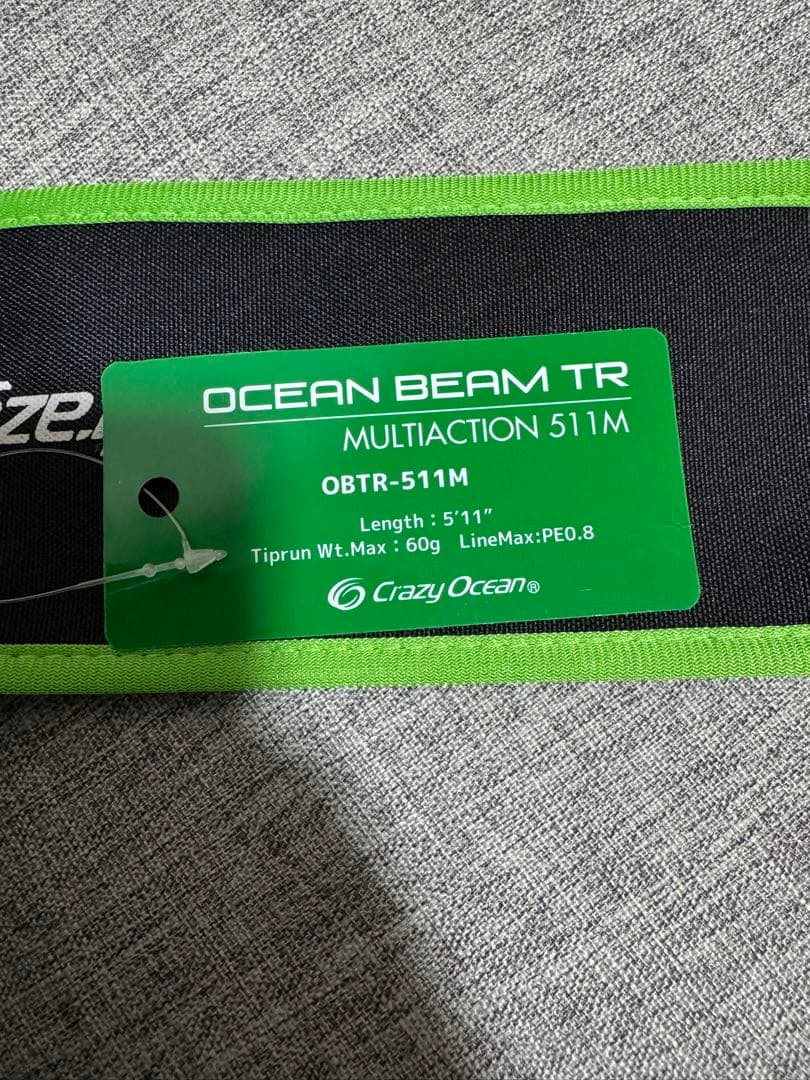 OCEAN BEAM TR
MULTIACTION 511M
OBTR-511M
Length：5′11″
Tiprun Wt.Max：60g LineMax:PE0.8
Crazy Ocean®